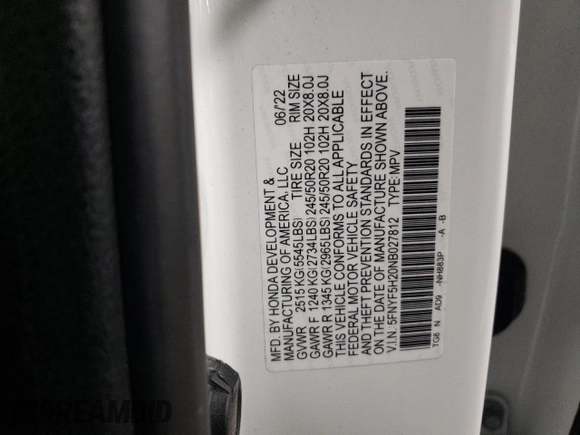 MFD. BY HONDA DEVELOPMENT &
MANUFACTURING OF AMERICA, LLC 06/22
GVWR 2515 KG(5545LBS) TIRE SIZE RIM SIZE
GAWR F 1240 KG(2734LBS) 245/50R20 102H 20X8.0J
GAWR R 1345 KG(2965LBS) 245/50R20 102H 20X8.0J
THIS VEHICLE CONFORMS TO ALL APPLICABLE
FEDERAL MOTOR VEHICLE SAFETY
AND THEFT PREVENTION STANDARDS IN EFFECT
ON THE DATE OF MANUFACTURE SHOWN ABOVE.
V.I.N.:5FNYF5H20NB027812 TYPE:MPV
TG8 N AD9 -NH883P -A -B
DREAMBID